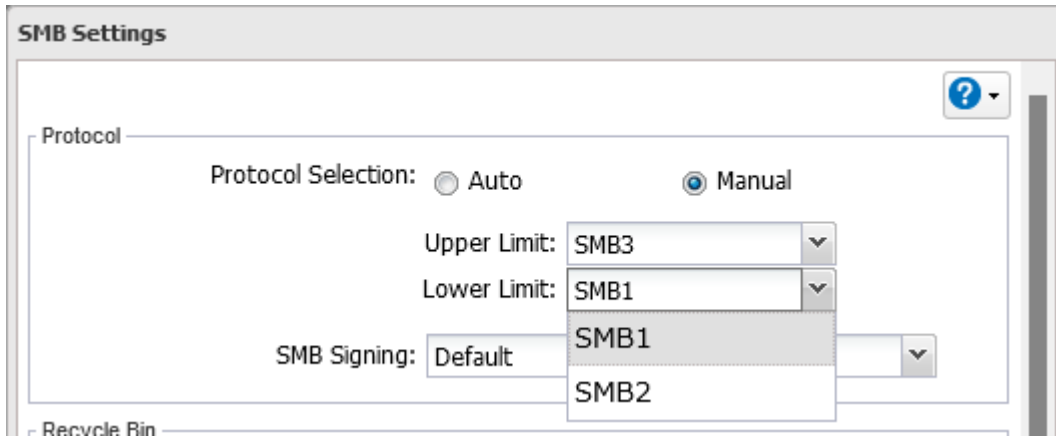 SMB Settings
Protocol
Protocol Selection: Auto Manual
Upper Limit: SMB3
Lower Limit: SMB1
SMB1
SMB Signing: Default
SMB2
Recycle Bin